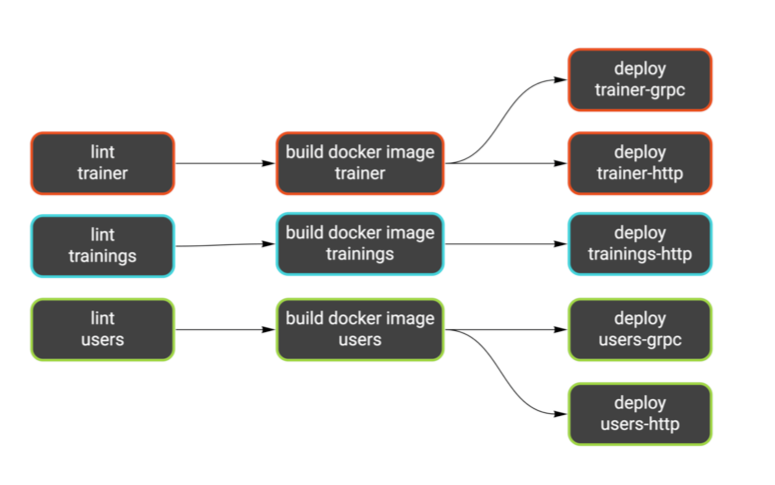 deploy
trainer-grpc
lint
trainer
build docker image
trainer
deploy
trainer-http
lint
trainings
build docker image
trainings
deploy
trainings-http
lint
users
build docker image
users
deploy
users-grpc
deploy
users-http